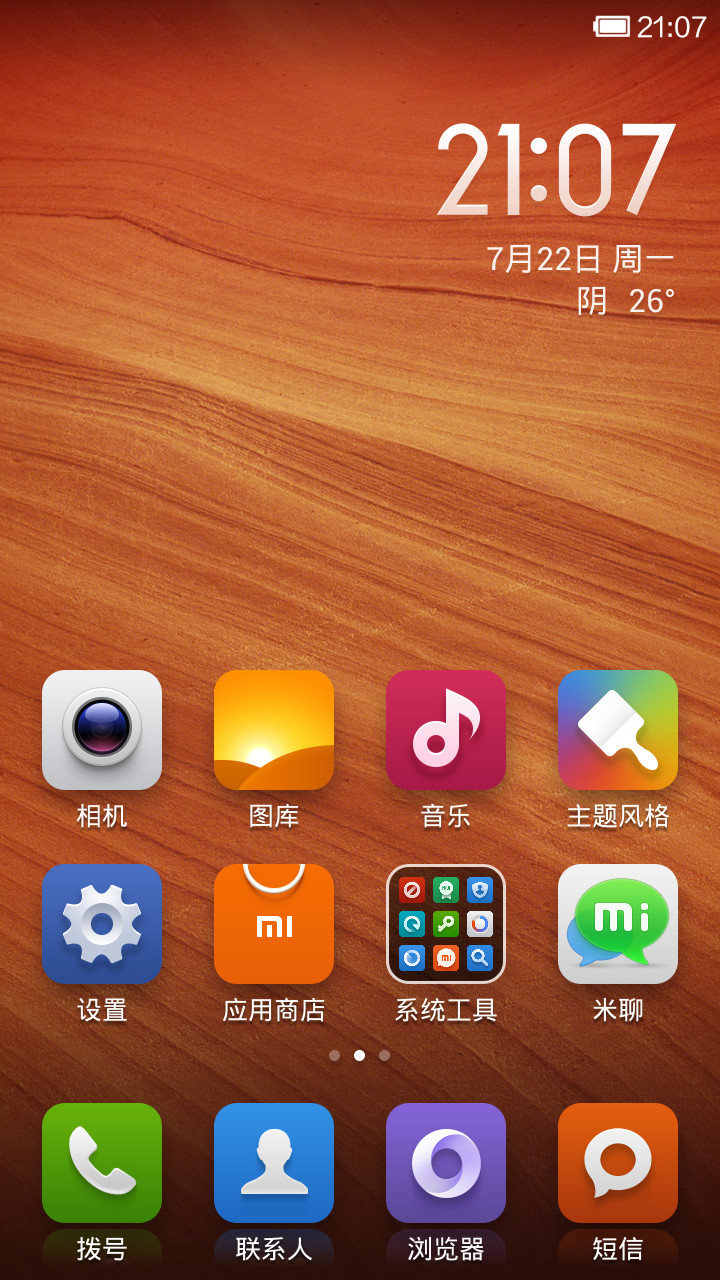 21:07
21:07
7月22日 周一
阴 26°
相机 图库 音乐 主题风格
mi mi
设置 应用商店 系统工具 米聊
拨号 联系人 浏览器 短信